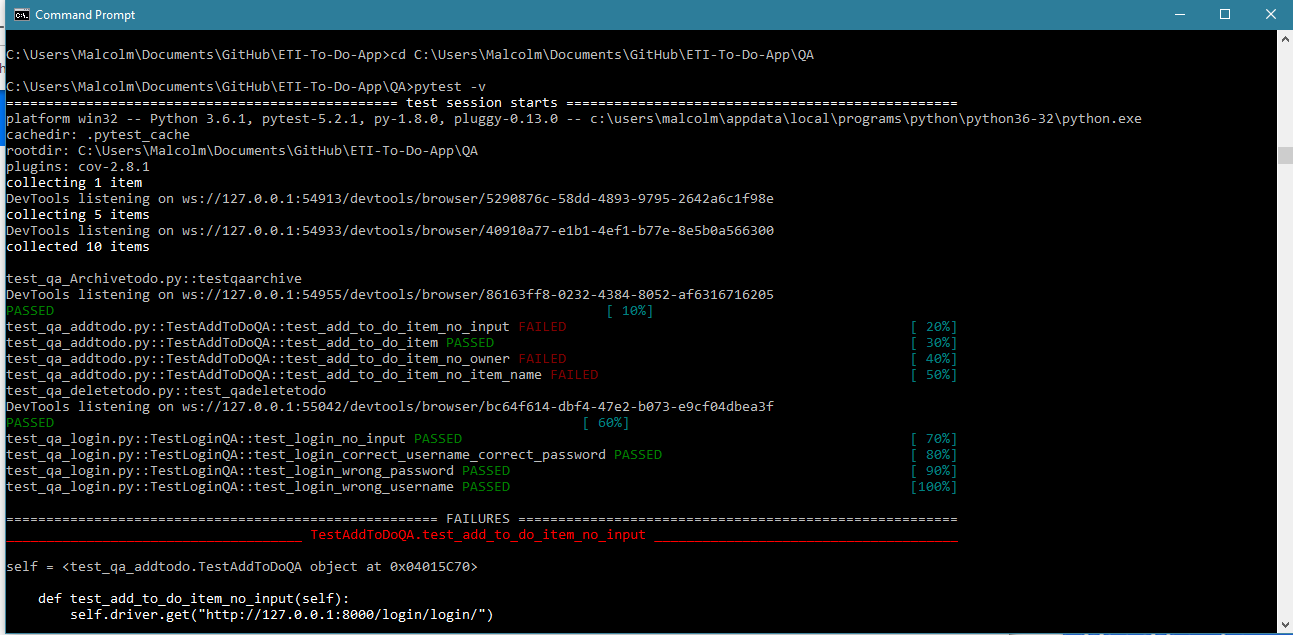 Command Prompt
C:\Users\Malcolm\Documents\GitHub\ETI-To-Do-App>cd C:\Users\Malcolm\Documents\GitHub\ETI-To-Do-App\QA
C:\Users\Malcolm\Documents\GitHub\ETI-To-Do-App\QA>pytest -v
================================================= test session starts =================================================
platform win32 -- Python 3.6.1, pytest-5.2.1, py-1.8.0, pluggy-0.13.0 -- c:\users\malcolm\appdata\local\programs\python\python36-32\python.exe
cachedir: .pytest_cache
rootdir: C:\Users\Malcolm\Documents\GitHub\ETI-To-Do-App\QA
plugins: cov-2.8.1
collecting 1 item
DevTools listening on ws://127.0.0.1:54913/devtools/browser/5290876c-58dd-4893-9795-2642a6c1f98e
collecting 5 items
DevTools listening on ws://127.0.0.1:54933/devtools/browser/40910a77-e1b1-4ef1-b77e-8e5b0a566300
collected 10 items
test_qa_Archivetodo.py::testqaarchive
DevTools listening on ws://127.0.0.1:54955/devtools/browser/86163ff8-0232-4384-8052-af6316716205
PASSED [ 10%]
test_qa_addtodo.py::TestAddToDoQA::test_add_to_do_item_no_input FAILED [ 20%]
test_qa_addtodo.py::TestAddToDoQA::test_add_to_do_item PASSED [ 30%]
test_qa_addtodo.py::TestAddToDoQA::test_add_to_do_item_no_owner FAILED [ 40%]
test_qa_addtodo.py::TestAddToDoQA::test_add_to_do_item_no_item_name FAILED [ 50%]
test_qa_deletetodo.py::test_qadeletetodo
DevTools listening on ws://127.0.0.1:55042/devtools/browser/bc64f614-dbf4-47e2-b073-e9cf04dbea3f
PASSED [ 60%]
test_qa_login.py::TestLoginQA::test_login_no_input PASSED [ 70%]
test_qa_login.py::TestLoginQA::test_login_correct_username_correct_password PASSED [ 80%]
test_qa_login.py::TestLoginQA::test_login_wrong_password PASSED [ 90%]
test_qa_login.py::TestLoginQA::test_login_wrong_username PASSED [100%]
====================================================== FAILURES =======================================================
_____________________________________ TestAddToDoQA.test_add_to_do_item_no_input ______________________________________
self = <test_qa_addtodo.TestAddToDoQA object at 0x04015C70>
def test_add_to_do_item_no_input(self):
self.driver.get("http://127.0.0.1:8000/login/login/")